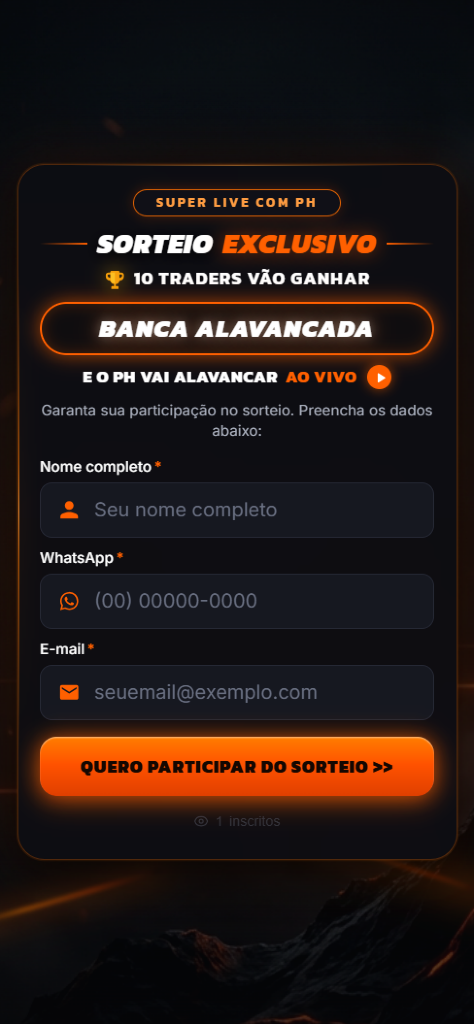 SUPER LIVE COM PH
SORTEIO EXCLUSIVO
🏆 10 TRADERS VÃO GANHAR
BANCA ALAVANCADA
E O PH VAI ALAVANCAR AO VIVO
Garanta sua participação no sorteio. Preencha os dados
abaixo:
Nome completo *
Seu nome completo
WhatsApp *
(00) 00000-0000
E-mail *
seuemail@exemplo.com
QUERO PARTICIPAR DO SORTEIO >>
1 inscritos